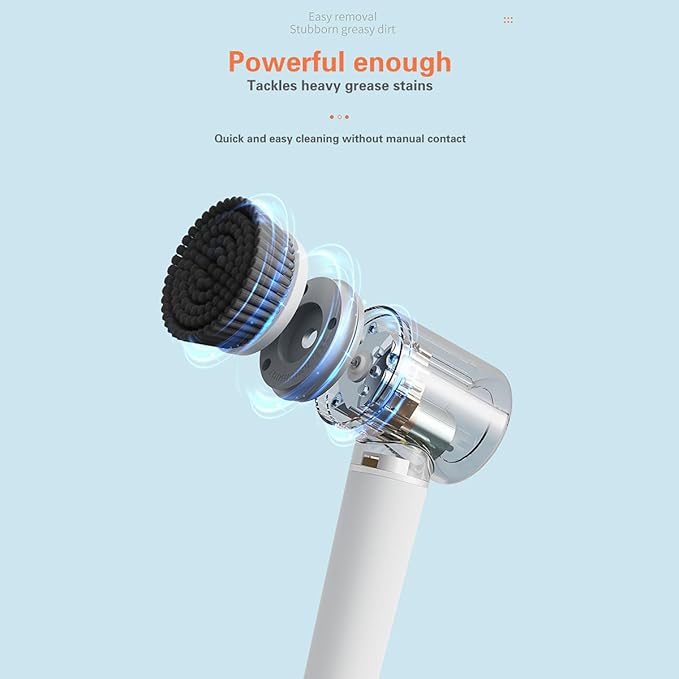 Easy removal
Stubborn greasy dirt
Powerful enough
Tackles heavy grease stains
Quick and easy cleaning without manual contact